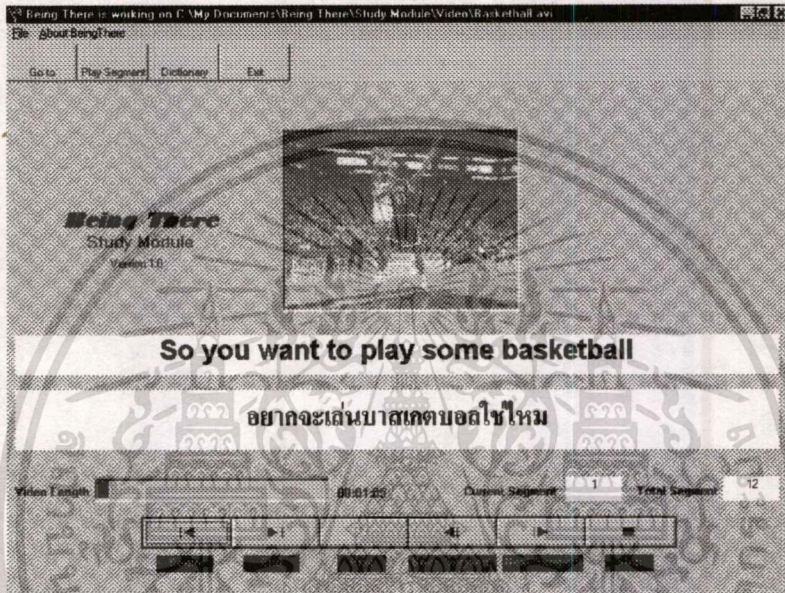 Being There is working on C:\My Documents\Being There\Study Module\Video\Basketball.avi
File About BeingThere
Go to Play Segment Dictionary Exit
Being There
Study Module
Version 1.0
So you want to play some basketball
อยากจะเล่นบาสเกตบอลใช่ไหม
Video Length 00:01:09 Current Segment 1 Total Segment 12